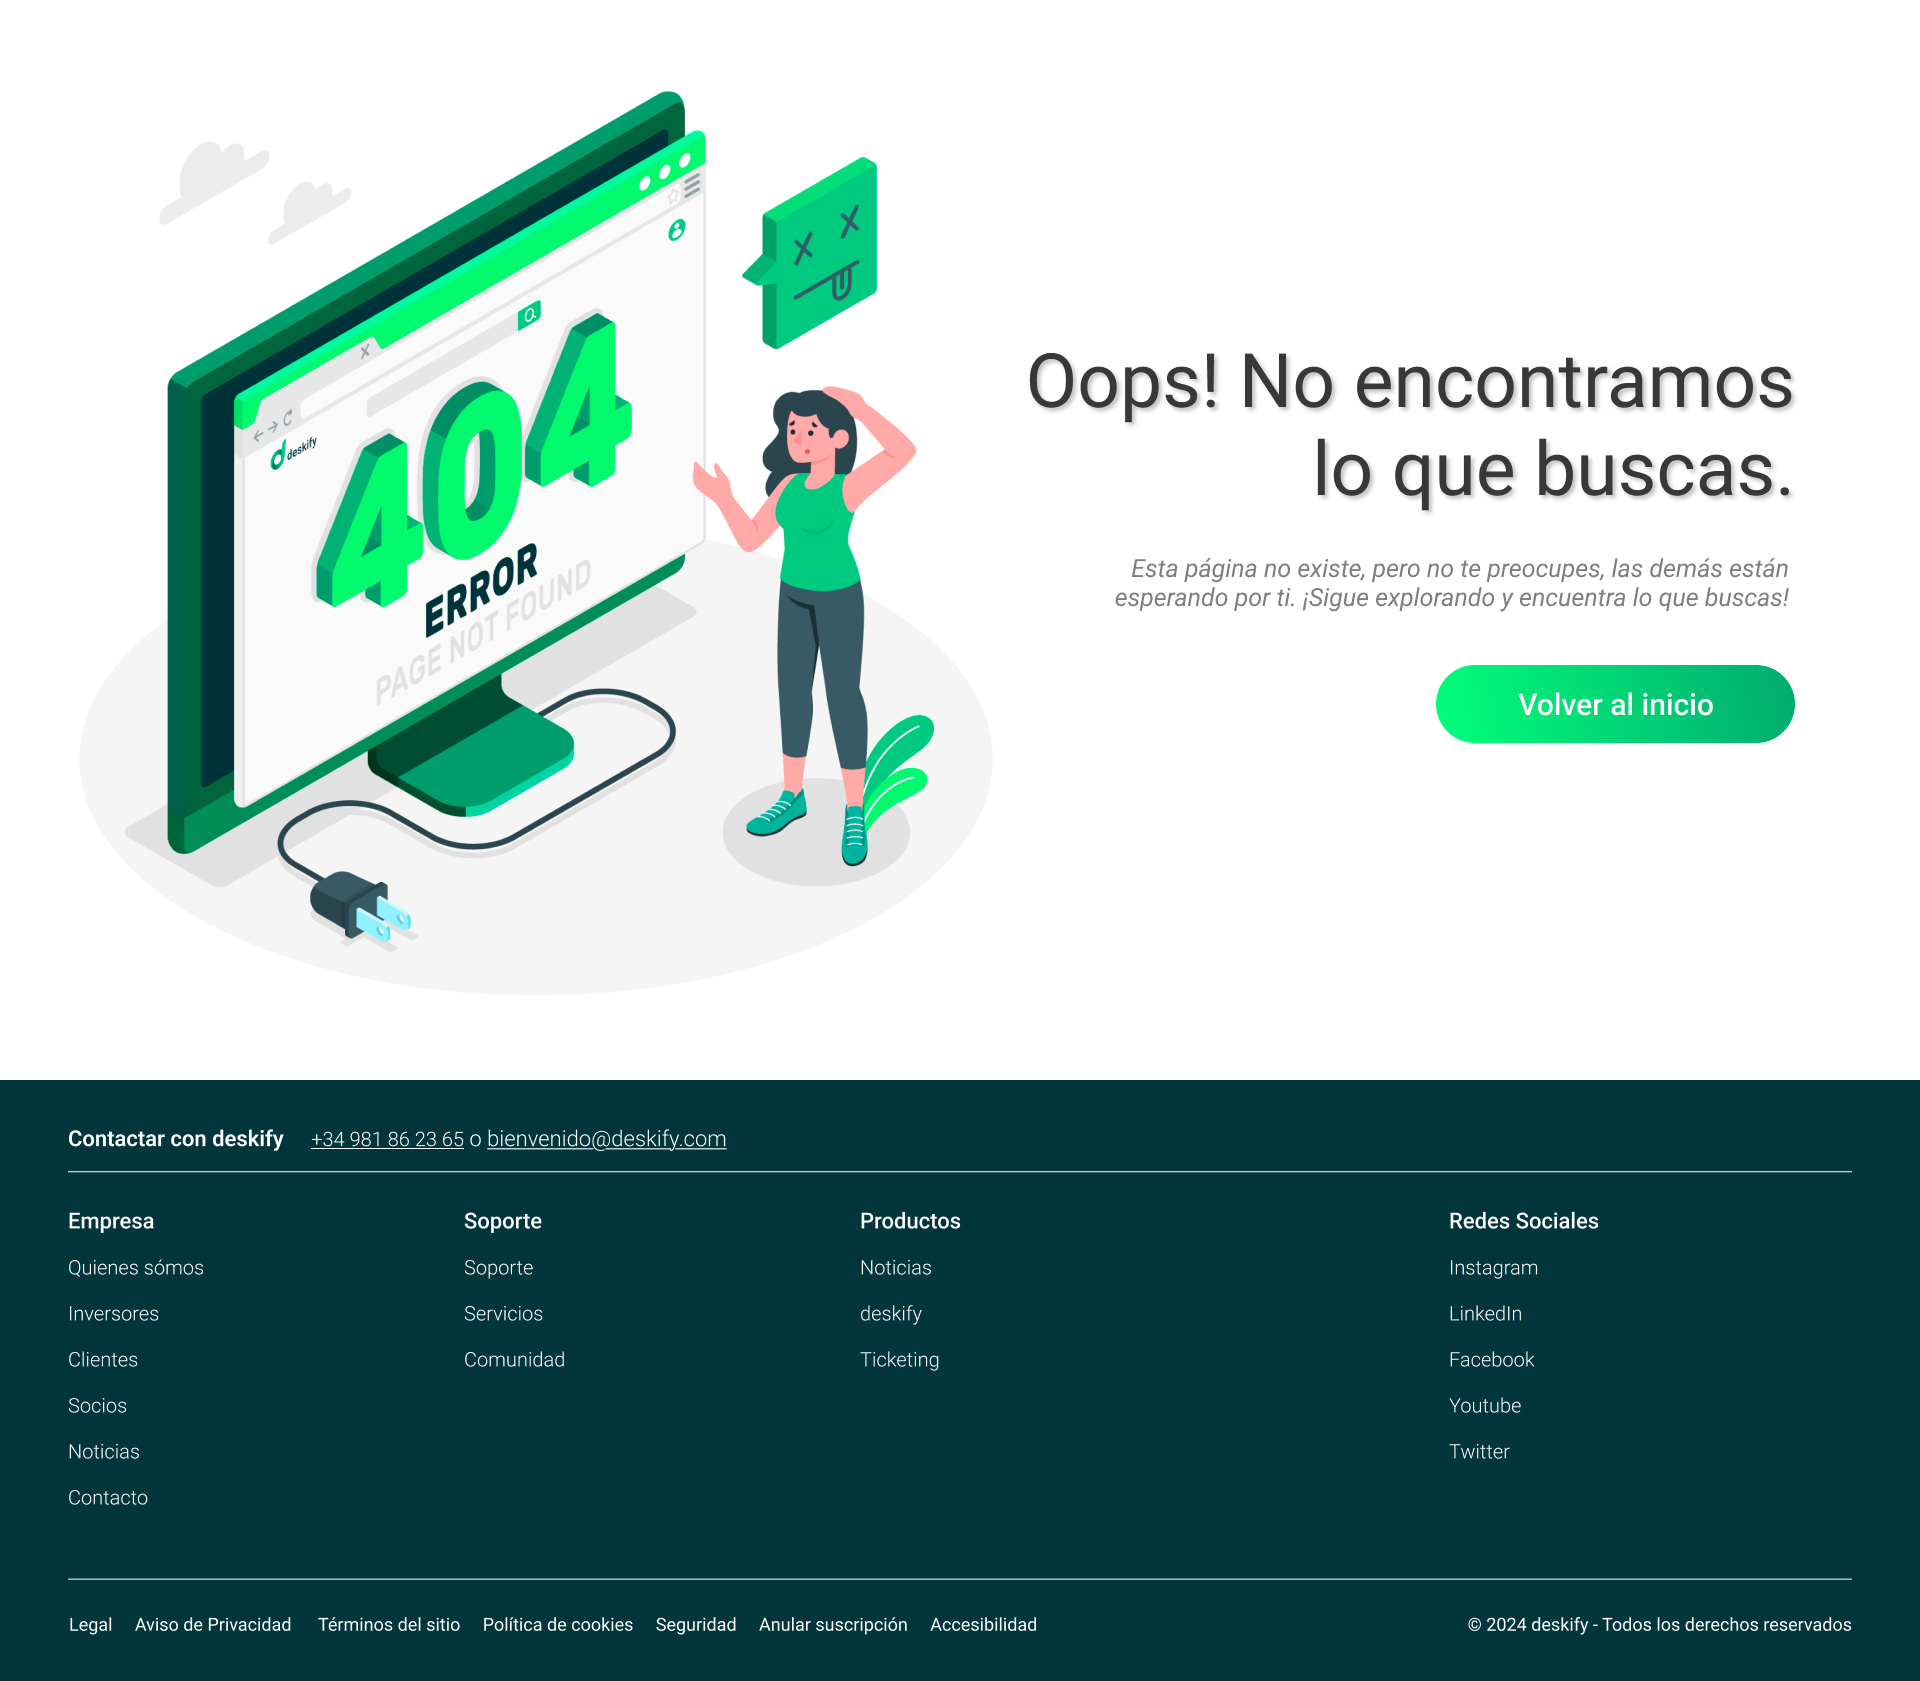 deskify
404
ERROR
PAGE NOT FOUND
Oops! No encontramos
lo que buscas.
Esta página no existe, pero no te preocupes, las demás están
esperando por ti. ¡Sigue explorando y encuentra lo que buscas!
Volver al inicio
Contactar con deskify +34 981 86 23 65 o bienvenido@deskify.com
Empresa
Quienes sómos
Inversores
Clientes
Socios
Noticias
Contacto
Soporte
Soporte
Servicios
Comunidad
Productos
Noticias
deskify
Ticketing
Redes Sociales
Instagram
LinkedIn
Facebook
Youtube
Twitter
Legal Aviso de Privacidad Términos del sitio Política de cookies Seguridad Anular suscripción Accesibilidad
© 2024 deskify - Todos los derechos reservados